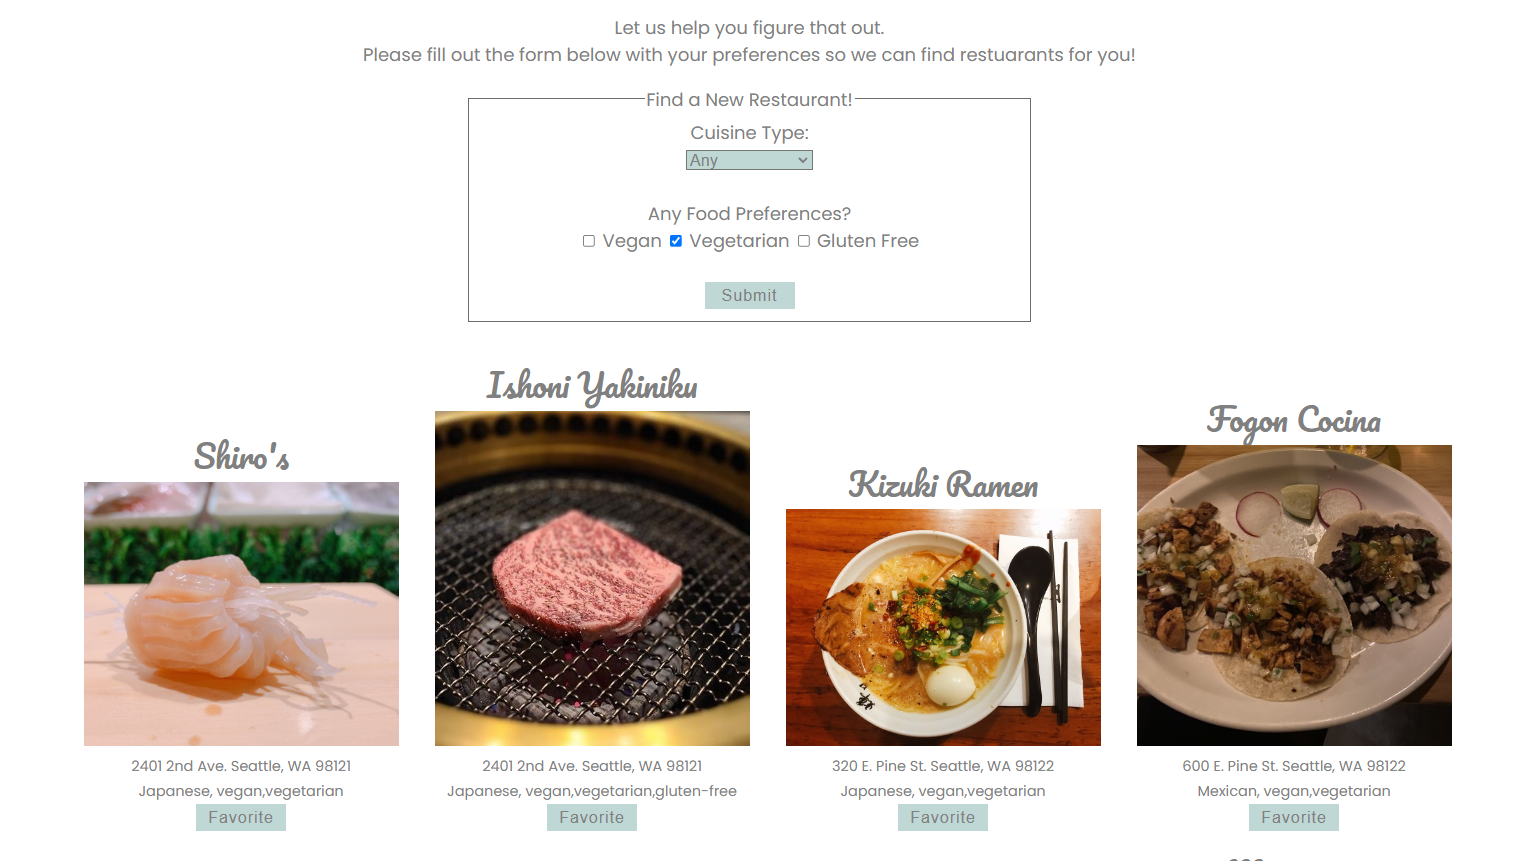 Let us help you figure that out.
Please fill out the form below with your preferences so we can find restuarants for you!
Find a New Restaurant!
Cuisine Type:
Any
Any Food Preferences?
Vegan Vegetarian Gluten Free
Submit
Shiro's
2401 2nd Ave. Seattle, WA 98121
Japanese, vegan,vegetarian
Favorite
Ishoni Yakiniku
2401 2nd Ave. Seattle, WA 98121
Japanese, vegan,vegetarian,gluten-free
Favorite
Kizuki Ramen
320 E. Pine St. Seattle, WA 98122
Japanese, vegan,vegetarian
Favorite
Fogon Cocina
600 E. Pine St. Seattle, WA 98122
Mexican, vegan,vegetarian
Favorite